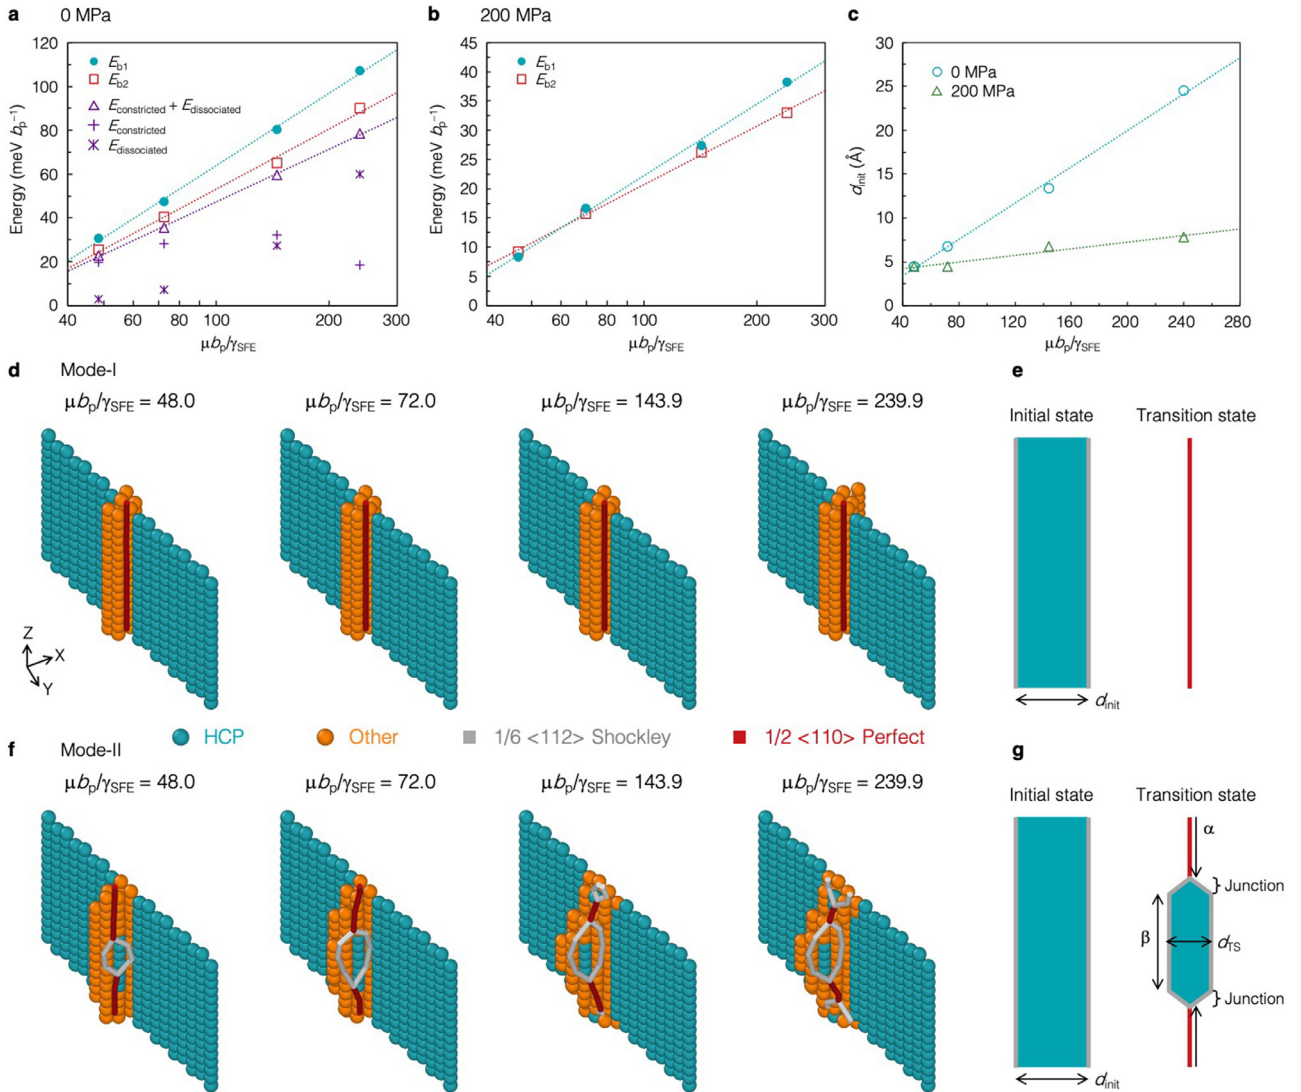 a 0 MPa
120
100
80
60
40
20
0
Energy (meV bp⁻¹)
Eb1
Eb2
Econstricted + Edissociated
Econstricted
Edissociated
40 60 80 100 200 300
μbp/γSFE
b 200 MPa
45
40
35
30
25
20
15
10
5
0
Energy (meV bp⁻¹)
Eb1
Eb2
40 60 80 100 200 300
μbp/γSFE
c
30
25
20
15
10
5
0
dinit (Å)
0 MPa
200 MPa
40 80 120 160 200 240 280
μbp/γSFE
d Mode-I
μbp/γSFE = 48.0
μbp/γSFE = 72.0
μbp/γSFE = 143.9
μbp/γSFE = 239.9
Z
X
Y
e
Initial state Transition state
dinit
HCP Other 1/6 <112> Shockley 1/2 <110> Perfect
f Mode-II
μbp/γSFE = 48.0
μbp/γSFE = 72.0
μbp/γSFE = 143.9
μbp/γSFE = 239.9
g
Initial state Transition state
α
Junction
β
dTS
Junction
dinit